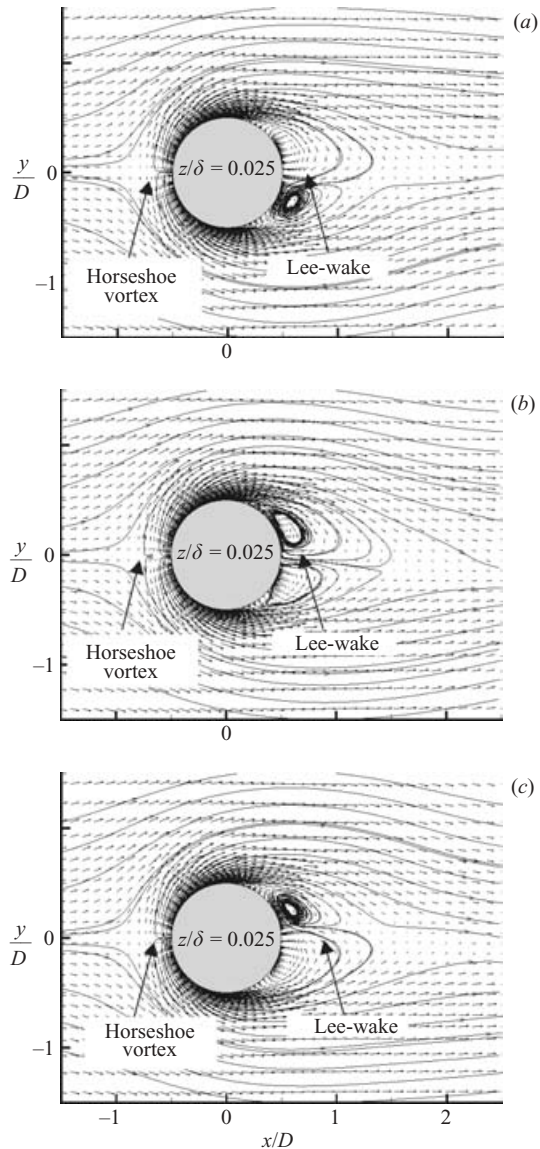 (a)
y
D
0
z/δ = 0.025
Horseshoe
vortex
Lee-wake
–1
0
(b)
y
D
0
z/δ = 0.025
Horseshoe
vortex
Lee-wake
–1
0
(c)
y
D
0
z/δ = 0.025
Horseshoe
vortex
Lee-wake
–1
–1
0
1
2
x/D